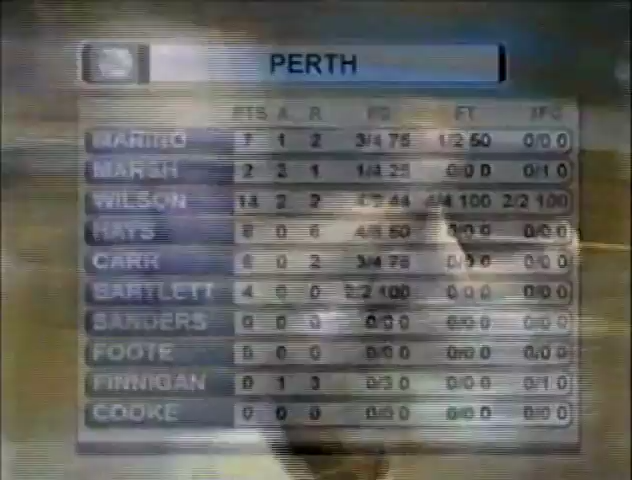 PERTH
PTS A R FG FT 3FG
MARINO 7 1 2 3/4 75 1/2 50 0/0 0
MARSH 2 2 1 1/4 25 0/0 0 0/1 0
WILSON 14 2 2 4/9 44 4/4 100 2/2 100
HAYS 8 0 6 4/8 50 0/0 0 0/0 0
CARR 6 0 2 3/4 75 0/0 0 0/0 0
BARTLETT 4 0 0 2/2 100 0/0 0 0/0 0
SANDERS 0 0 0 0/0 0 0/0 0 0/0 0
FOOTE 0 0 0 0/0 0 0/0 0 0/0 0
FINNIGAN 0 1 3 0/3 0 0/0 0 0/1 0
COOKE 0 0 0 0/0 0 0/0 0 0/0 0